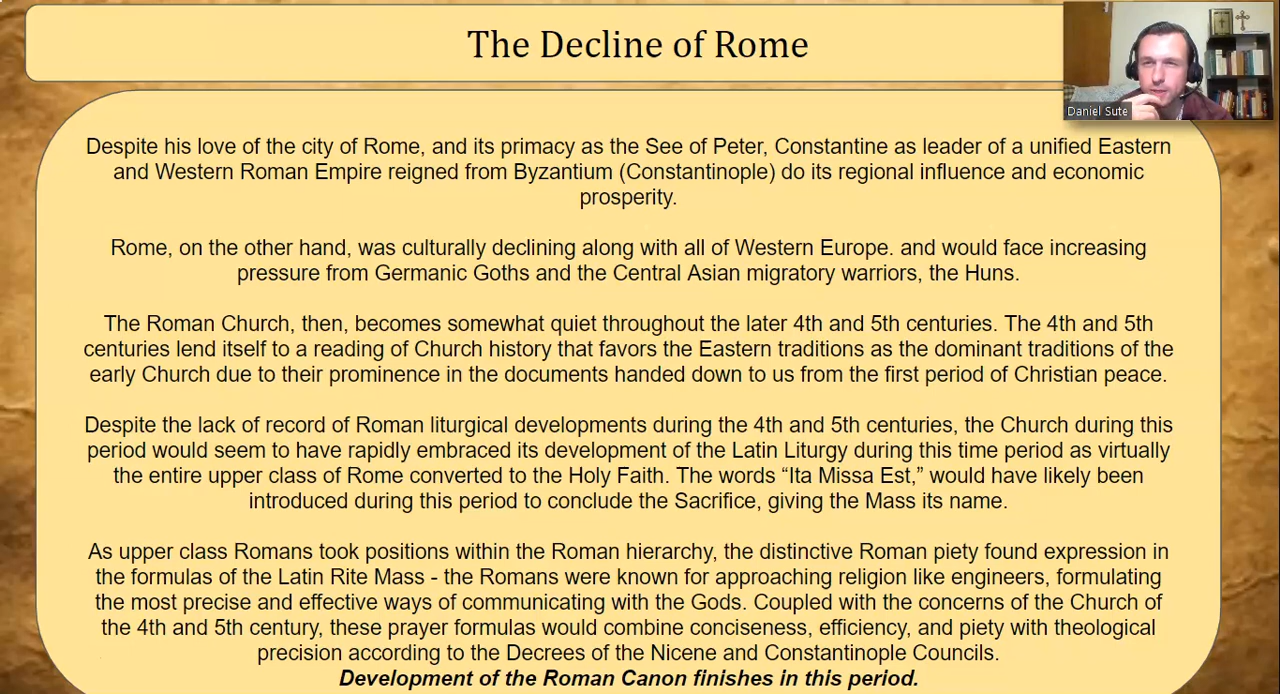 The Decline of Rome
Daniel Sute
Despite his love of the city of Rome, and its primacy as the See of Peter, Constantine as leader of a unified Eastern
and Western Roman Empire reigned from Byzantium (Constantinople) do its regional influence and economic
prosperity.
Rome, on the other hand, was culturally declining along with all of Western Europe. and would face increasing
pressure from Germanic Goths and the Central Asian migratory warriors, the Huns.
The Roman Church, then, becomes somewhat quiet throughout the later 4th and 5th centuries. The 4th and 5th
centuries lend itself to a reading of Church history that favors the Eastern traditions as the dominant traditions of the
early Church due to their prominence in the documents handed down to us from the first period of Christian peace.
Despite the lack of record of Roman liturgical developments during the 4th and 5th centuries, the Church during this
period would seem to have rapidly embraced its development of the Latin Liturgy during this time period as virtually
the entire upper class of Rome converted to the Holy Faith. The words “Ita Missa Est,” would have likely been
introduced during this period to conclude the Sacrifice, giving the Mass its name.
As upper class Romans took positions within the Roman hierarchy, the distinctive Roman piety found expression in
the formulas of the Latin Rite Mass - the Romans were known for approaching religion like engineers, formulating
the most precise and effective ways of communicating with the Gods. Coupled with the concerns of the Church of
the 4th and 5th century, these prayer formulas would combine conciseness, efficiency, and piety with theological
precision according to the Decrees of the Nicene and Constantinople Councils.
Development of the Roman Canon finishes in this period.